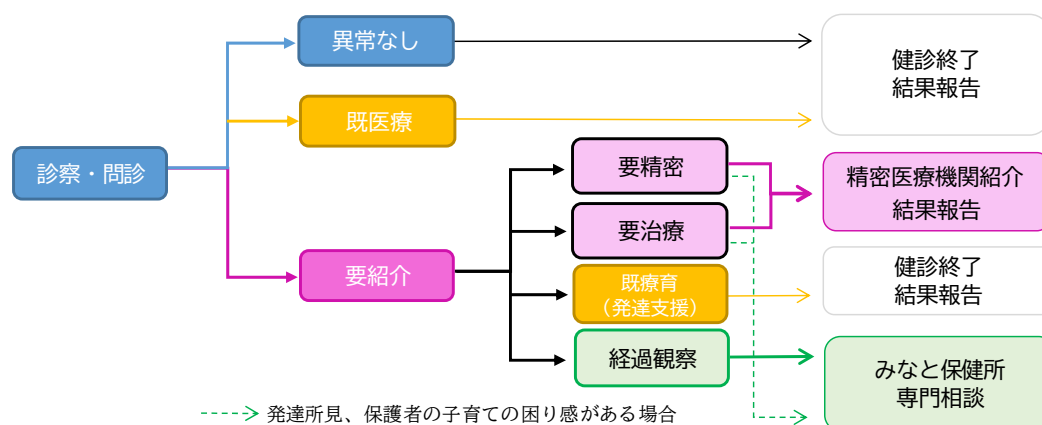 異常なし
健診終了
結果報告
既医療
診察・問診
要精密
精密医療機関紹介
結果報告
要治療
要紹介
健診終了
結果報告
既療育
（発達支援）
経過観察
みなと保健所
専門相談
発達所見、保護者の子育ての困り感がある場合